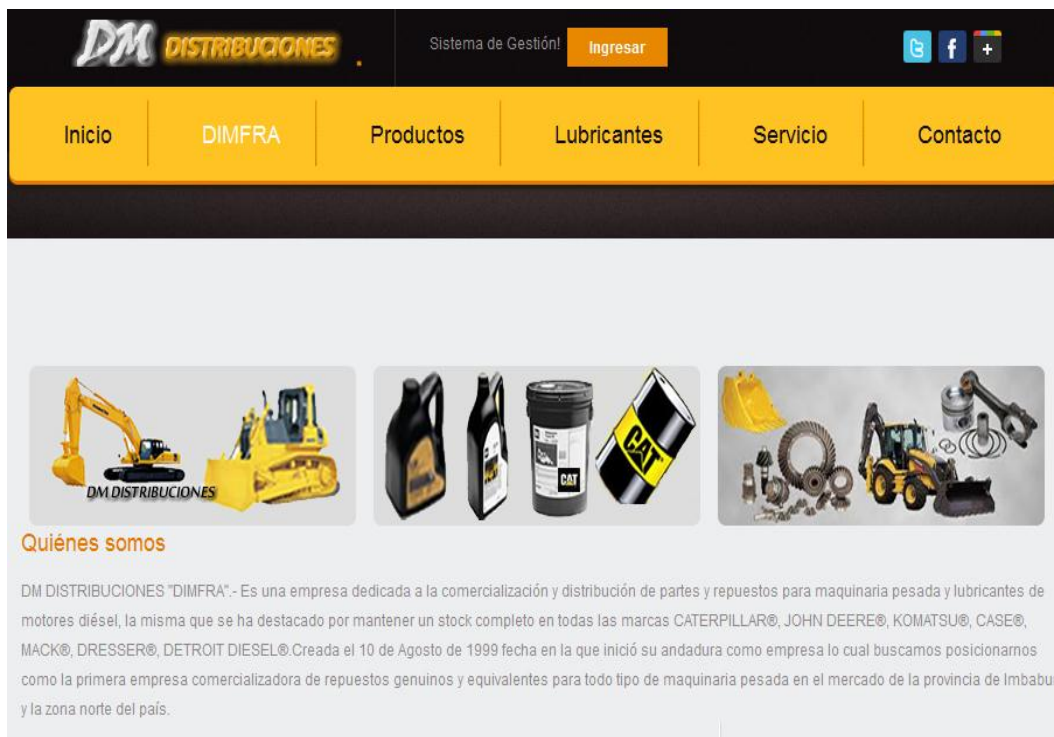 DM DISTRIBUCIONES .
Sistema de Gestión! Ingresar
Inicio DIMFRA Productos Lubricantes Servicio Contacto
DM DISTRIBUCIONES
CAT
CAT
Quiénes somos
DM DISTRIBUCIONES "DIMFRA".- Es una empresa dedicada a la comercialización y distribución de partes y repuestos para maquinaria pesada y lubricantes de
motores diésel, la misma que se ha destacado por mantener un stock completo en todas las marcas CATERPILLAR®, JOHN DEERE®, KOMATSU®, CASE®,
MACK®, DRESSER®, DETROIT DIESEL®.Creada el 10 de Agosto de 1999 fecha en la que inició su andadura como empresa lo cual buscamos posicionarnos
como la primera empresa comercializadora de repuestos genuinos y equivalentes para todo tipo de maquinaria pesada en el mercado de la provincia de Imbabu
y la zona norte del país.